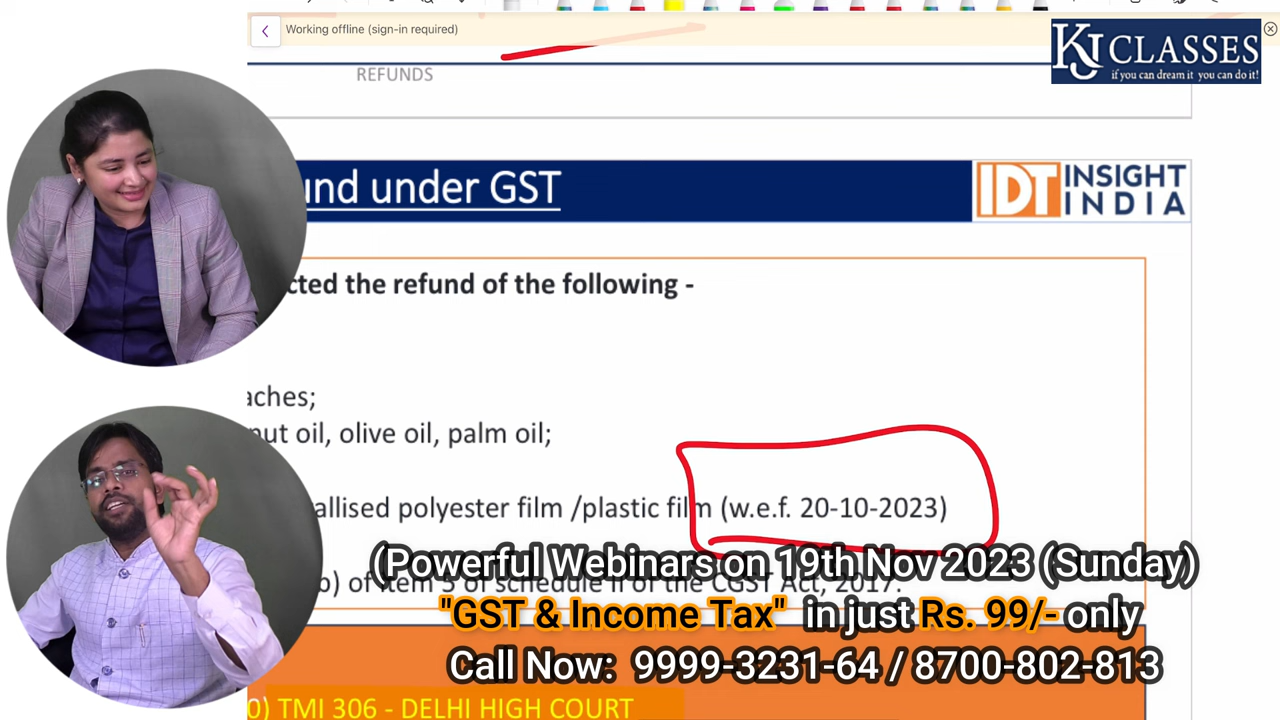 Working offline (sign-in required)
KJ CLASSES
if you can dream it you can do it!
REFUNDS
und under GST
IDT INSIGHT INDIA
cted the refund of the following -
aches;
nut oil, olive oil, palm oil;
allised polyester film /plastic film (w.e.f. 20-10-2023)
(Powerful Webinars on 19th Nov 2023 (Sunday)
b) of item 5 of schedule II of the CGST Act, 2017.
"GST & Income Tax" in just Rs. 99/- only
Call Now: 9999-3231-64 / 8700-802-813
0) TMI 306 - DELHI HIGH COURT